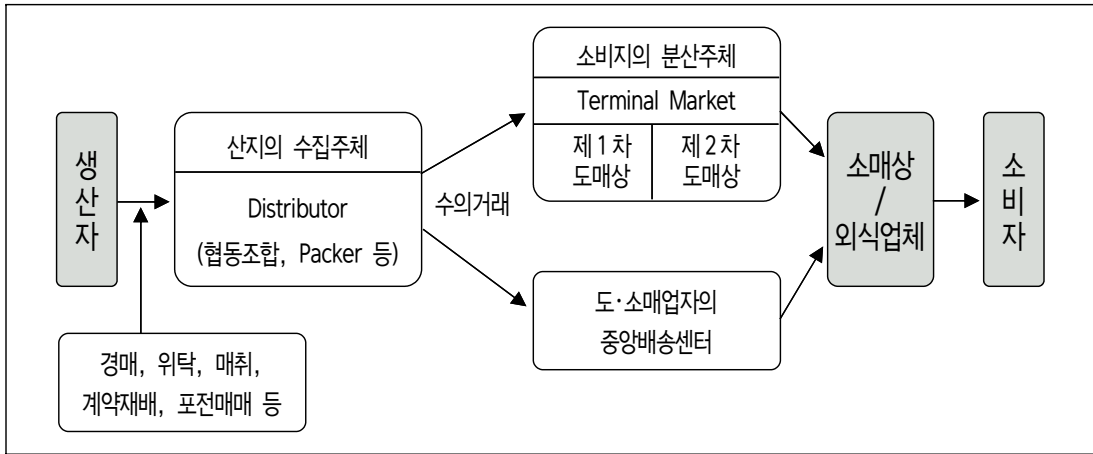 생
산
자
산지의 수집주체
Distributor
(협동조합, Packer 등)
경매, 위탁, 매취,
계약재배, 포전매매 등
수의거래
소비지의 분산주체
Terminal Market
제 1 차
도매상
제 2 차
도매상
도·소매업자의
중앙배송센터
소매상
/
외식업체
소
비
자